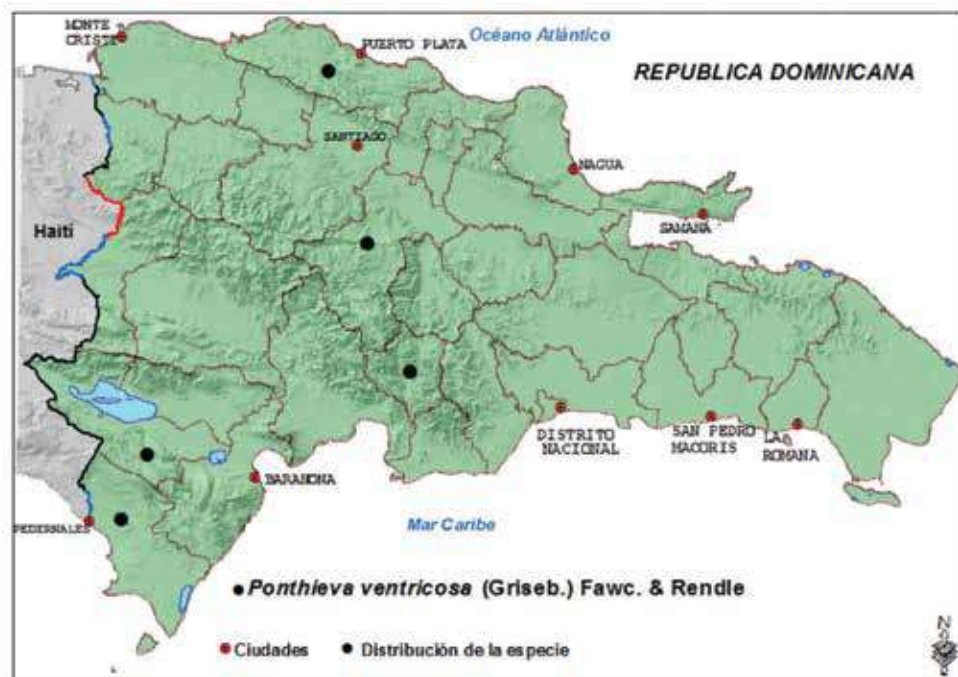 MONTE
CRISTI
PUERTO PLATA
Océano Atlántico
REPUBLICA DOMINICANA
SANTIAGO
NAGUA
SAMANA
Haití
DISTRITO
NACIONAL
SAN PEDRO
MACORIS
LA
ROMANA
BARAHONA
PEDERNALES
Mar Caribe
Ponthieva ventricosa (Griseb.) Fawc. & Rendle
Ciudades
Distribución de la especie